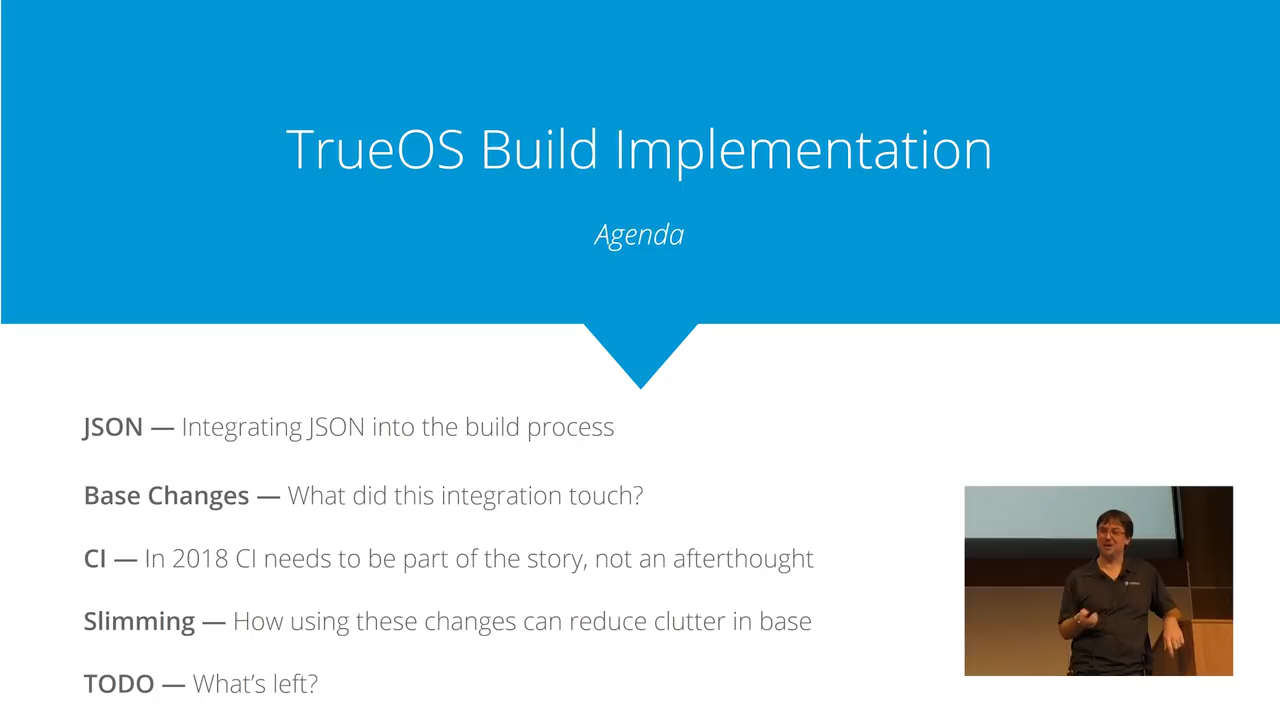 TrueOS Build Implementation
Agenda
JSON — Integrating JSON into the build process
Base Changes — What did this integration touch?
CI — In 2018 CI needs to be part of the story, not an afterthought
Slimming — How using these changes can reduce clutter in base
TODO — What’s left?